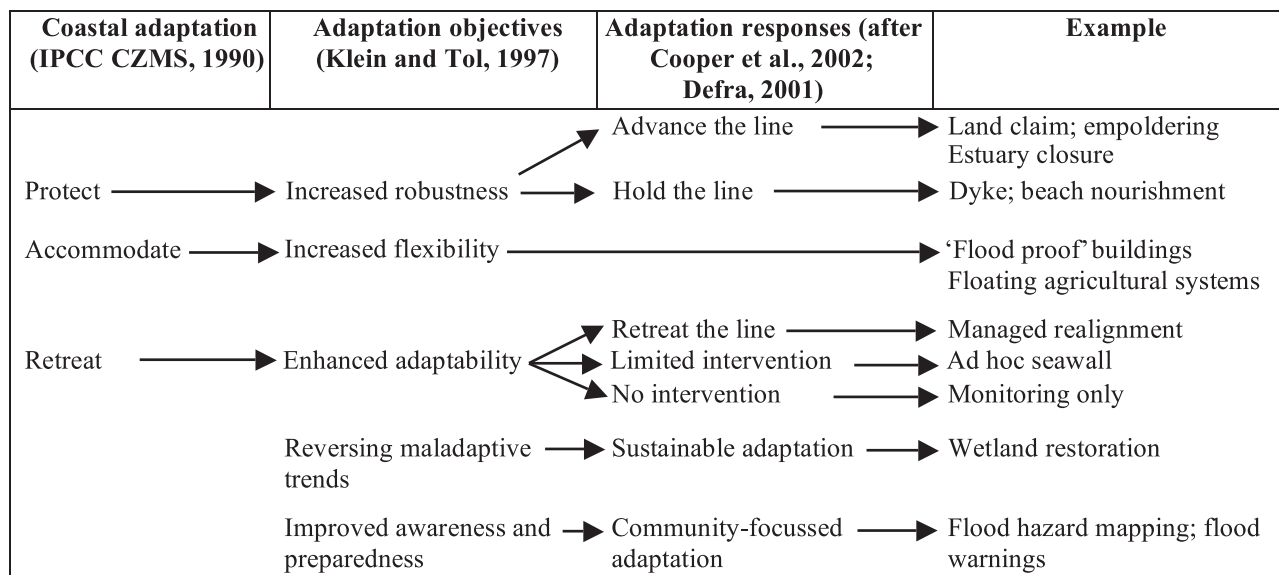 Coastal adaptation (IPCC CZMS, 1990)
Adaptation objectives (Klein and Tol, 1997)
Adaptation responses (after Cooper et al., 2002; Defra, 2001)
Example
Advance the line
Land claim; empoldering
Estuary closure
Protect
Increased robustness
Hold the line
Dyke; beach nourishment
Accommodate
Increased flexibility
‘Flood proof’ buildings
Floating agricultural systems
Retreat the line
Managed realignment
Retreat
Enhanced adaptability
Limited intervention
Ad hoc seawall
No intervention
Monitoring only
Reversing maladaptive
trends
Sustainable adaptation
Wetland restoration
Improved awareness and
preparedness
Community-focussed
adaptation
Flood hazard mapping; flood
warnings